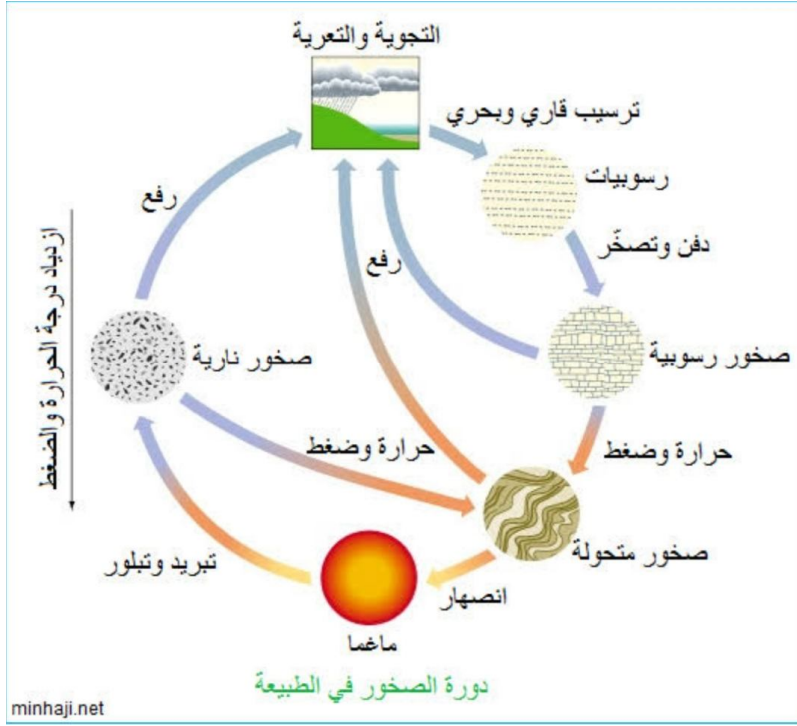 التجوية والتعرية
ترسيب قاري وبحري
رسوبيات
دفن وتصخّر
رفع
رفع
ازدياد درجة الحرارة والضغط
صخور نارية
صخور رسوبية
حرارة وضغط
حرارة وضغط
صخور متحولة
تبريد وتبلور
انصهار
ماغما
دورة الصخور في الطبيعة
minhaji.net